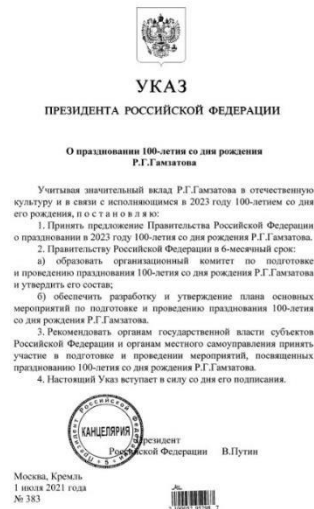 УКАЗ
ПРЕЗИДЕНТА РОССИЙСКОЙ ФЕДЕРАЦИИ
О праздновании 100-летия со дня рождения
Р.Г.Гамзатова
Учитывая значительный вклад Р.Г.Гамзатова в отечественную
культуру и в связи с исполняющимся в 2023 году 100-летием со дня
его рождения, п о с т а н о в л я ю:
1. Принять предложение Правительства Российской Федерации
о праздновании в 2023 году 100-летия со дня рождения Р.Г.Гамзатова.
2. Правительству Российской Федерации в 6-месячный срок:
а) образовать организационный комитет по подготовке
и проведению празднования 100-летия со дня рождения Р.Г.Гамзатова
и утвердить его состав;
б) обеспечить разработку и утверждение плана основных
мероприятий по подготовке и проведению празднования 100-летия
со дня рождения Р.Г.Гамзатова.
3. Рекомендовать органам государственной власти субъектов
Российской Федерации и органам местного самоуправления принять
участие в подготовке и проведении мероприятий, посвященных
празднованию 100-летия со дня рождения Р.Г.Гамзатова.
4. Настоящий Указ вступает в силу со дня его подписания.
КАНЦЕЛЯРИЯ
Президент
Российской Федерации В.Путин
Москва, Кремль
1 июля 2021 года
№ 383